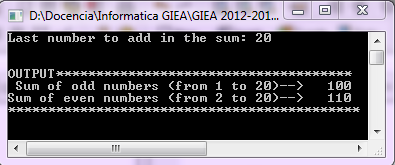 D:\Docencia\Informatica GIEA\GIEA 2012-201...
Last number to add in the sum: 20
OUTPUT*************************************
Sum of odd numbers (from 1 to 20)-->   100
Sum of even numbers (from 2 to 20)-->   110
********************************************